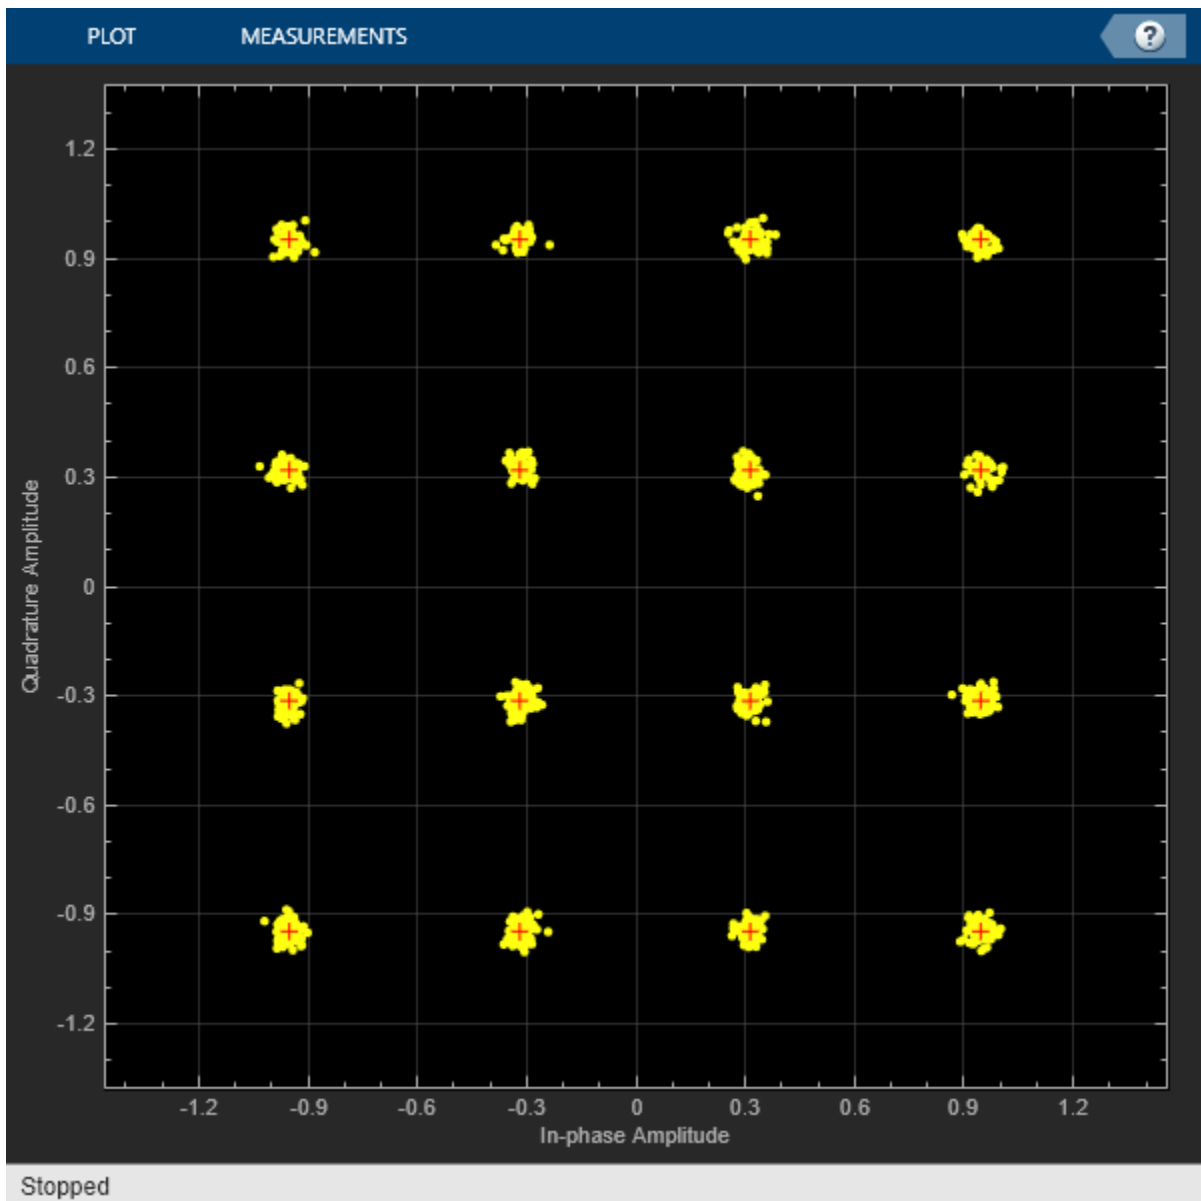 PLOT MEASUREMENTS ?
1.2
0.9
0.6
0.3
0
-0.3
-0.6
-0.9
-1.2
Quadrature Amplitude
-1.2 -0.9 -0.6 -0.3 0 0.3 0.6 0.9 1.2
In-phase Amplitude
Stopped